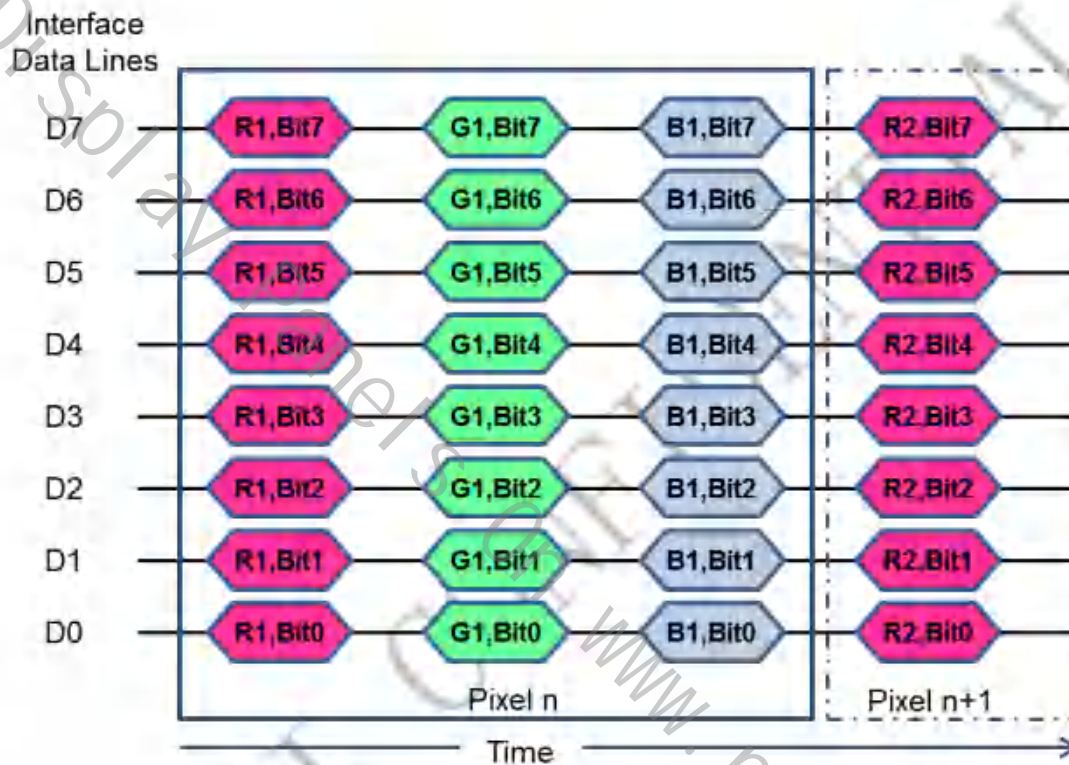 Interface
Data Lines
D7 R1,Bit7 G1,Bit7 B1,Bit7 R2,Bit7
D6 R1,Bit6 G1,Bit6 B1,Bit6 R2,Bit6
D5 R1,Bit5 G1,Bit5 B1,Bit5 R2,Bit5
D4 R1,Bit4 G1,Bit4 B1,Bit4 R2,Bit4
D3 R1,Bit3 G1,Bit3 B1,Bit3 R2,Bit3
D2 R1,Bit2 G1,Bit2 B1,Bit2 R2,Bit2
D1 R1,Bit1 G1,Bit1 B1,Bit1 R2,Bit1
D0 R1,Bit0 G1,Bit0 B1,Bit0 R2,Bit0
Pixel n Pixel n+1
Time